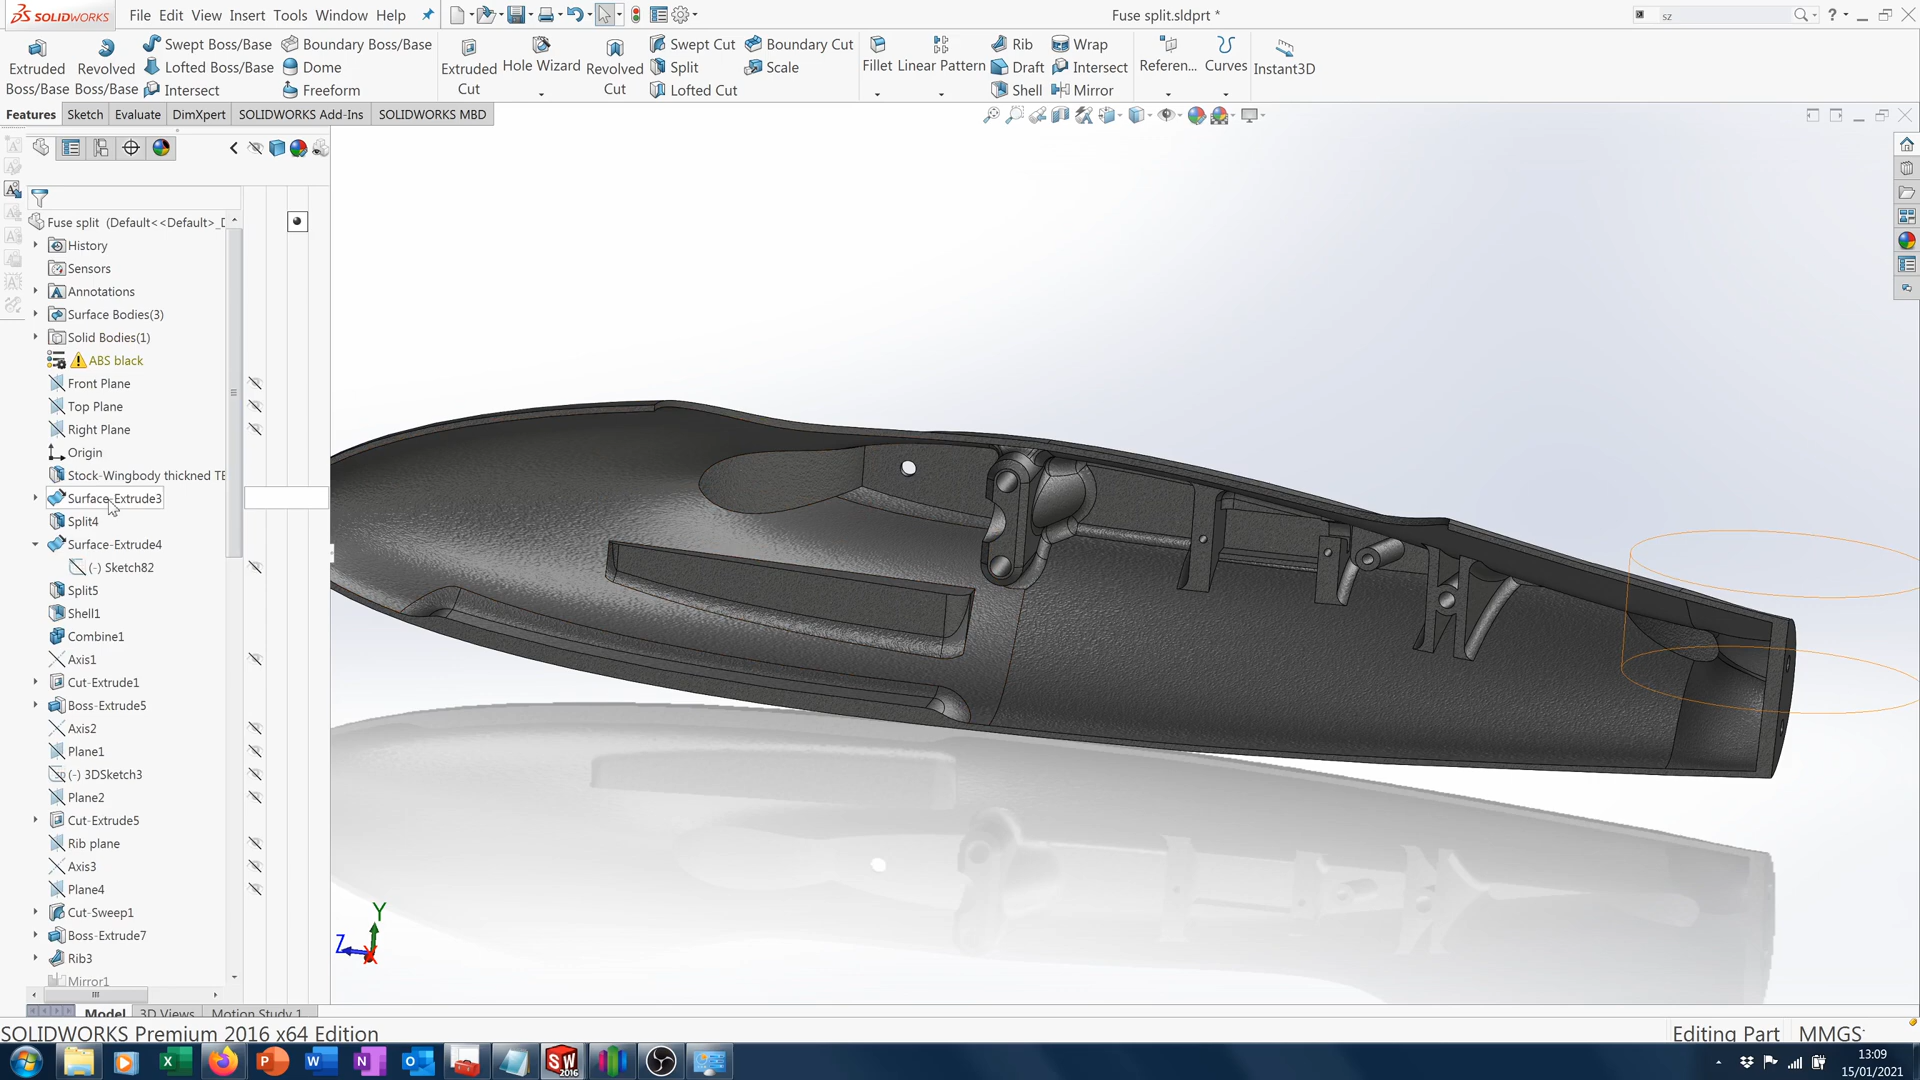 SOLIDWORKS File Edit View Insert Tools Window Help Fuse split.sldprt * sz
Extruded Boss/Base
Revolved Boss/Base
Swept Boss/Base
Lofted Boss/Base
Intersect
Boundary Boss/Base
Dome
Freeform
Extruded Cut
Hole Wizard
Revolved Cut
Swept Cut
Split
Lofted Cut
Boundary Cut
Scale
Fillet
Linear Pattern
Rib
Draft
Shell
Wrap
Intersect
Mirror
Referen...
Curves
Instant3D
Features Sketch Evaluate DimXpert SOLIDWORKS Add-Ins SOLIDWORKS MBD
Fuse split (Default<<Default>_D
History
Sensors
Annotations
Surface Bodies(3)
Solid Bodies(1)
ABS black
Front Plane
Top Plane
Right Plane
Origin
Stock-Wingbody thickned TE
Surface-Extrude3
Split4
Surface-Extrude4
(-) Sketch82
Split5
Shell1
Combine1
Axis1
Cut-Extrude1
Boss-Extrude5
Axis2
Plane1
(-) 3DSketch3
Plane2
Cut-Extrude5
Rib plane
Axis3
Plane4
Cut-Sweep1
Boss-Extrude7
Rib3
Mirror1
Y
Z
X
Model 3D Views Motion Study 1
SOLIDWORKS Premium 2016 x64 Edition Editing Part MMGS
13:09
15/01/2021